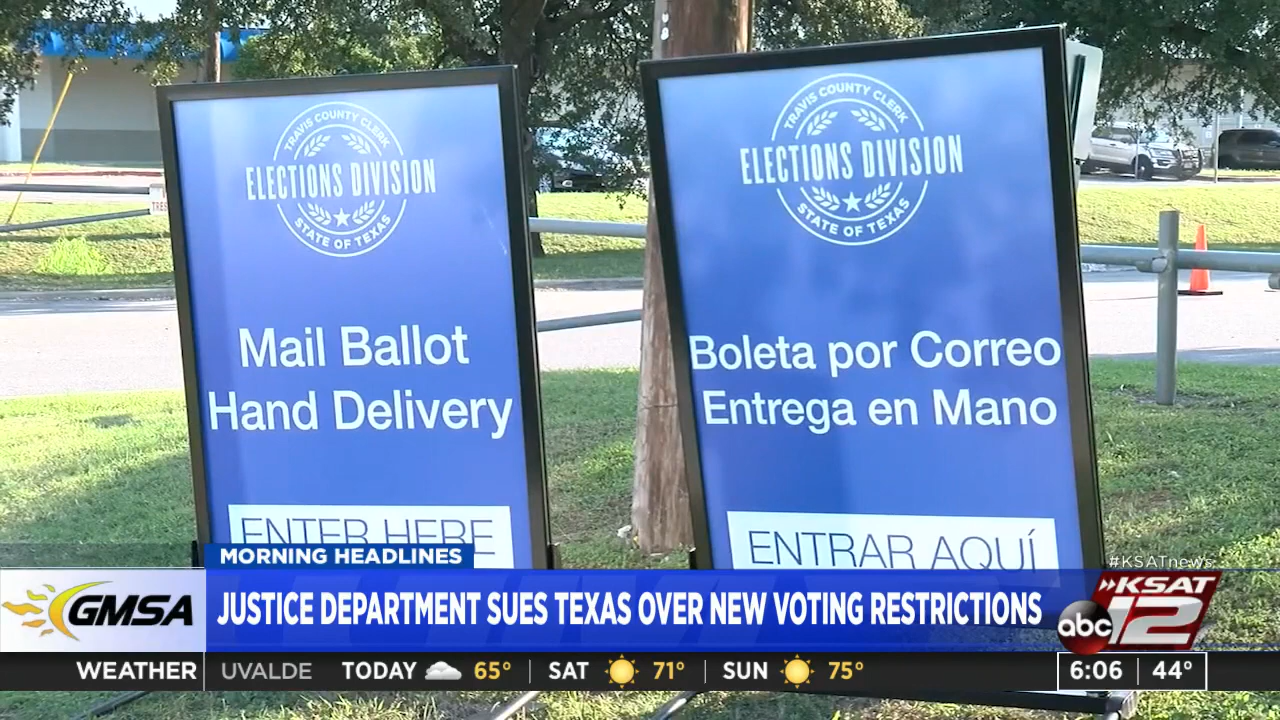 TRAVIS COUNTY CLERK
ELECTIONS DIVISION
STATE OF TEXAS
Mail Ballot
Hand Delivery
ENTER HERE
TRAVIS COUNTY CLERK
ELECTIONS DIVISION
STATE OF TEXAS
Boleta por Correo
Entrega en Mano
ENTRAR AQUÍ
#KSATnews
MORNING HEADLINES
GMSA
JUSTICE DEPARTMENT SUES TEXAS OVER NEW VOTING RESTRICTIONS
abc
KSAT
12
WEATHER UVALDE TODAY 65° SAT 71° SUN 75° 6:06 44°